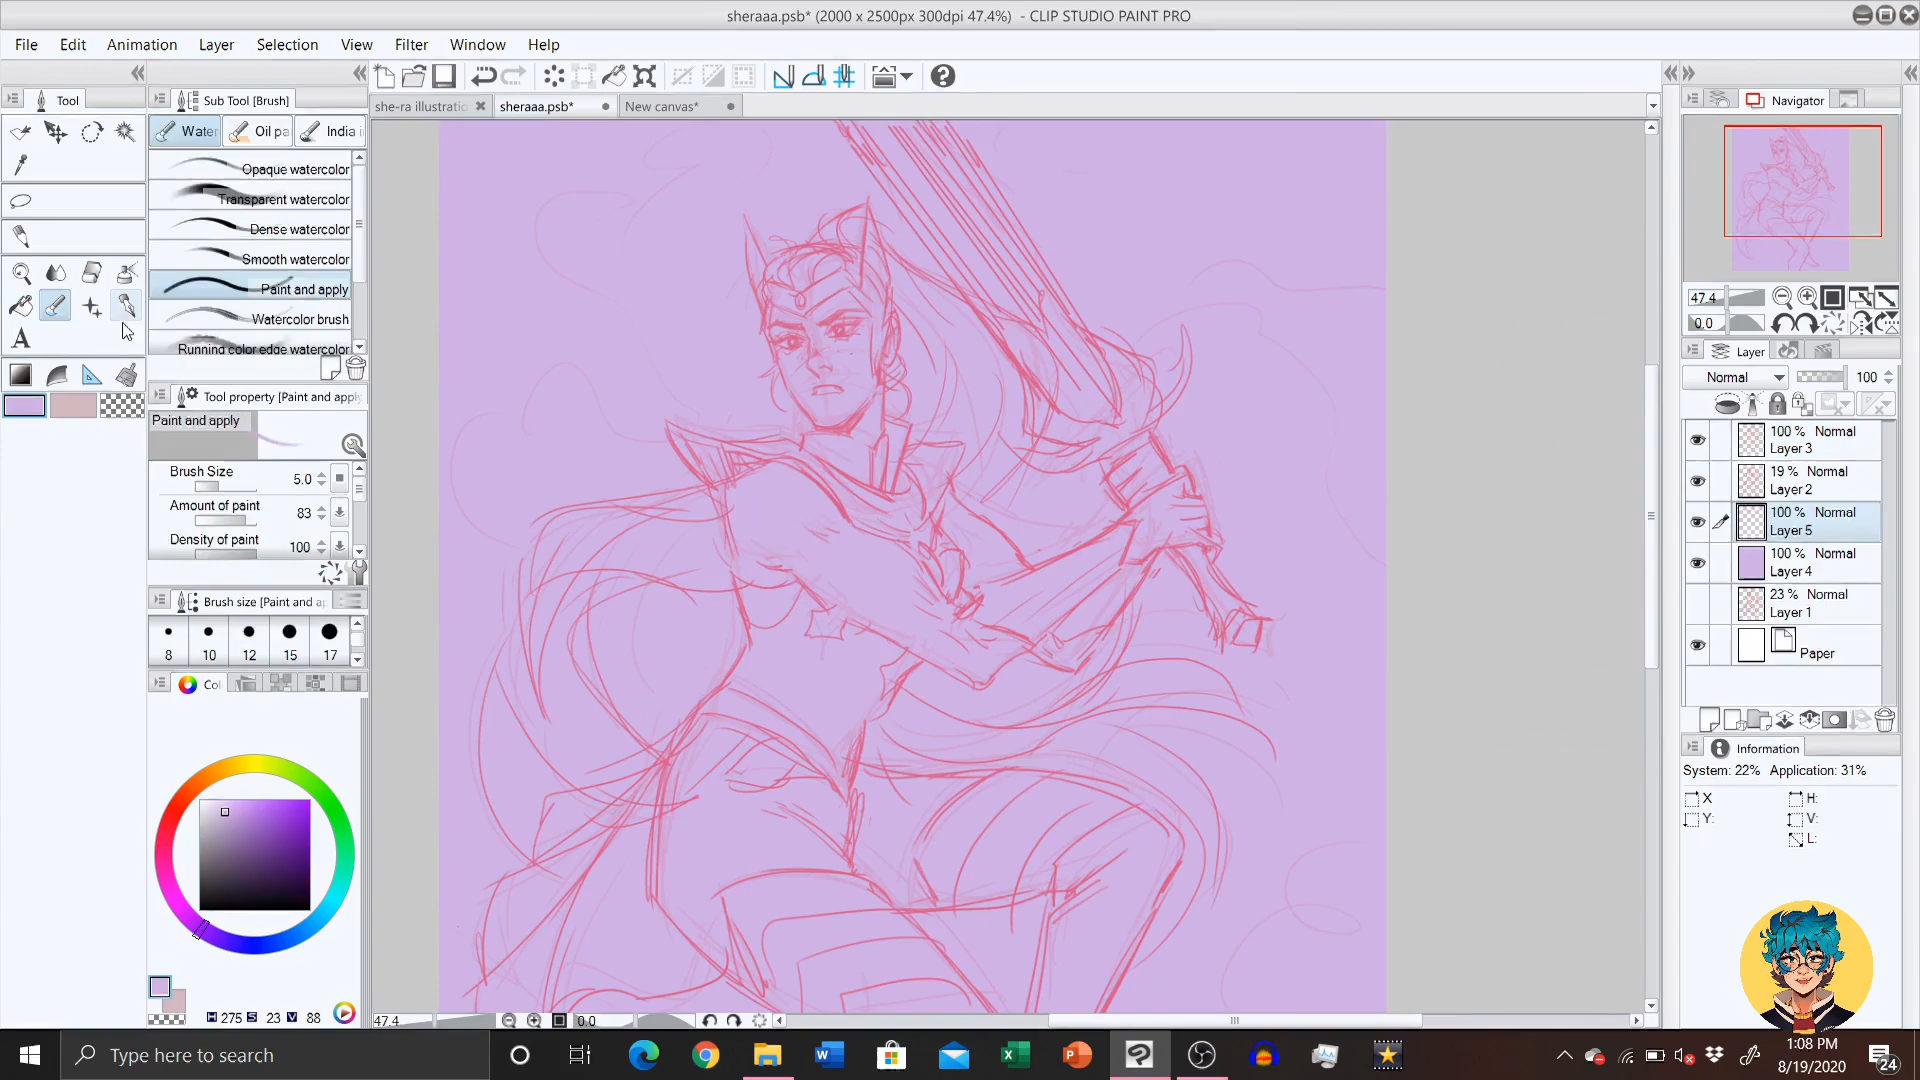 sheraaa.psb* (2000 x 2500px 300dpi 47.4%) - CLIP STUDIO PAINT PRO
File Edit Animation Layer Selection View Filter Window Help
Tool
Sub Tool [Brush]
she-ra illustratio
sheraaa.psb*
New canvas*
Navigator
Water
Oil pa
India i
Opaque watercolor
Transparent watercolor
Dense watercolor
Smooth watercolor
Paint and apply
Watercolor brush
Running color edge watercolor
A
47.4
0.0
Layer
Normal 100
Tool property [Paint and apply
Paint and apply
Brush Size 5.0
Amount of paint 83
Density of paint 100
100 % Normal
Layer 3
19 % Normal
Layer 2
100 % Normal
Layer 5
100 % Normal
Layer 4
23 % Normal
Layer 1
Paper
Brush size [Paint and ap
8 10 12 15 17
Col
Information
System: 22% Application: 31%
X H:
Y: V:
L:
H 275 S 23 V 88
47.4 0.0
Type here to search
1:08 PM
8/19/2020
24